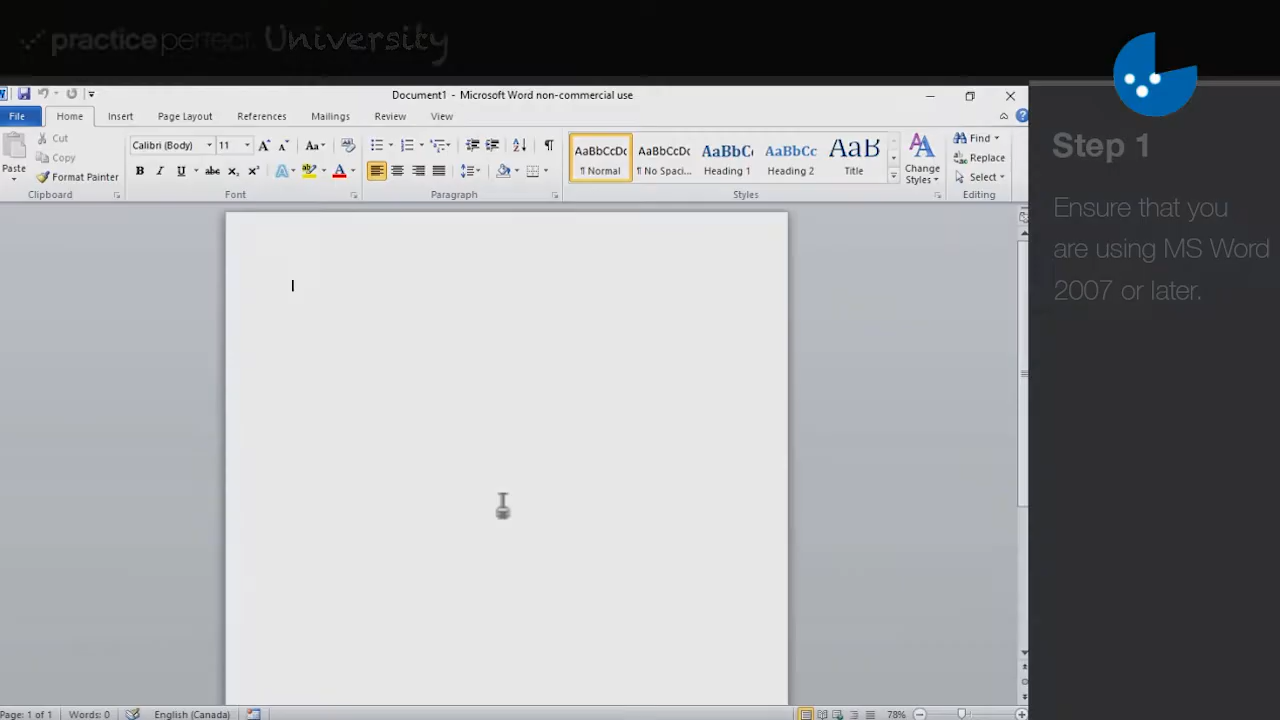 practice perfect University
Document1 - Microsoft Word non-commercial use
File Home Insert Page Layout References Mailings Review View
Cut
Copy
Format Painter
Paste
Clipboard
Calibri (Body) 11
Font
Paragraph
AaBbCcDc AaBbCcDc AaBbC AaBbCc AaB
¶ Normal ¶ No Spaci... Heading 1 Heading 2 Title
Change
Styles
Styles
Find
Replace
Select
Editing
Step 1
Ensure that you
are using MS Word
2007 or later.
Page: 1 of 1 Words: 0 English (Canada) 78%